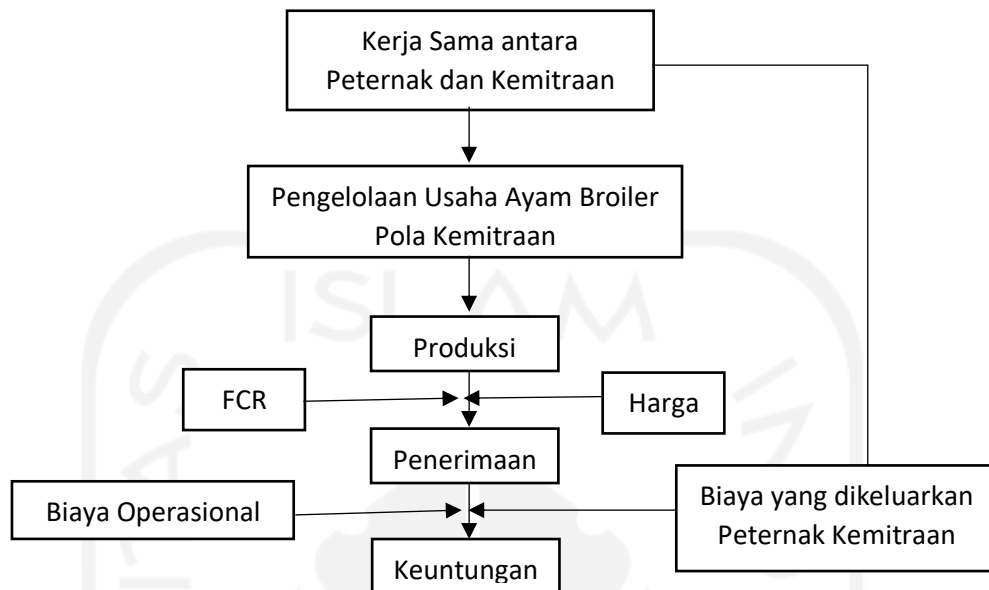 Kerja Sama antara
Peternak dan Kemitraan
Pengelolaan Usaha Ayam Broiler
Pola Kemitraan
ISLAM
Produksi
FCR
Harga
Penerimaan
Biaya Operasional
Biaya yang dikeluarkan
Peternak Kemitraan
Keuntungan